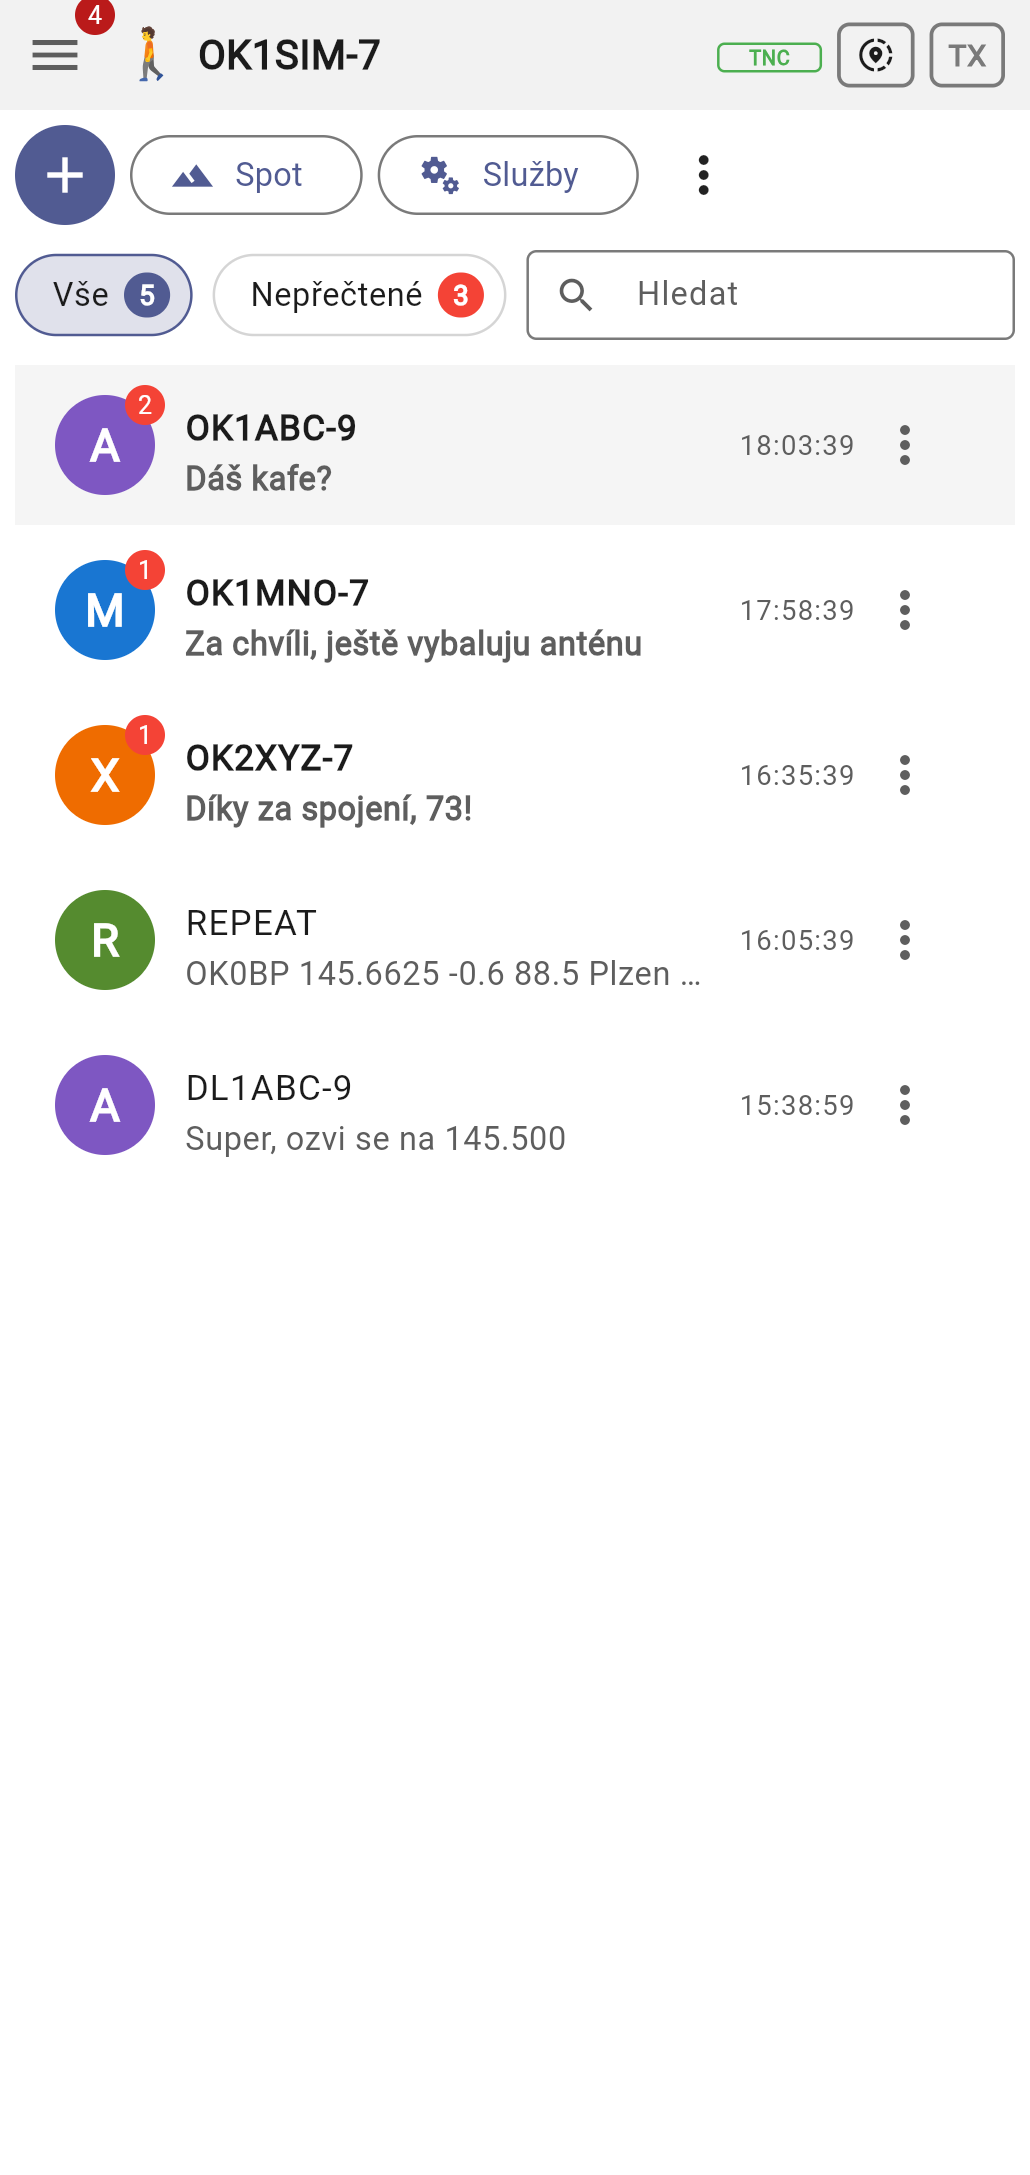 4
OK1SIM-7
TNC
TX
Spot
Služby
Vše 5
Nepřečtené 3
Hledat
A 2
OK1ABC-9
Dáš kafe?
18:03:39
M 1
OK1MNO-7
Za chvíli, ještě vybaluju anténu
17:58:39
X 1
OK2XYZ-7
Díky za spojení, 73!
16:35:39
R
REPEAT
OK0BP 145.6625 -0.6 88.5 Plzen ...
16:05:39
A
DL1ABC-9
Super, ozvi se na 145.500
15:38:59